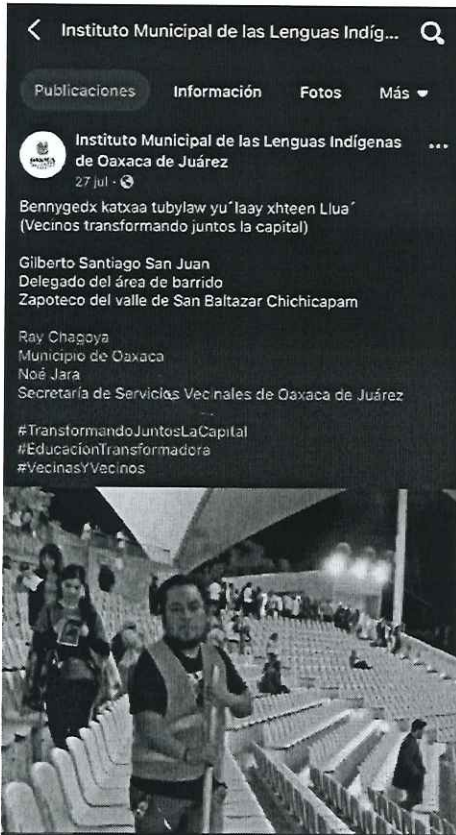 Instituto Municipal de las Lenguas Indíg...
Publicaciones Información Fotos Más
Instituto Municipal de las Lenguas Indígenas
de Oaxaca de Juárez
27 jul ·
Bennygedx katxaa tubylaw yu´laay xhteen Llua´
(Vecinos transformando juntos la capital)
Gilberto Santiago San Juan
Delegado del área de barrido
Zapoteco del valle de San Baltazar Chichicapam
Ray Chagoya
Municipio de Oaxaca
Noé Jara
Secretaría de Servicios Vecinales de Oaxaca de Juárez
#TransformandoJuntosLaCapital
#EducacionTransformadora
#VecinasYVecinos